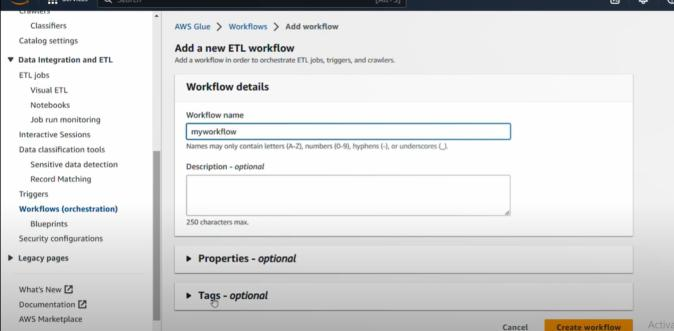 Services
Search
[Alt+S]
Crawlers
Classifiers
Catalog settings
Data Integration and ETL
ETL jobs
Visual ETL
Notebooks
Job run monitoring
Interactive Sessions
Data classification tools
Sensitive data detection
Record Matching
Triggers
Workflows (orchestration)
Blueprints
Security configurations
Legacy pages
What's New
Documentation
AWS Marketplace
AWS Glue > Workflows > Add workflow
Add a new ETL workflow
Add a workflow in order to orchestrate ETL jobs, triggers, and crawlers.
Workflow details
Workflow name
myworkflow
Names may only contain letters (A-Z), numbers (0-9), hyphens (-), or underscores (_).
Description - optional
250 characters max.
Properties - optional
Tags - optional
Cancel
Create workflow
Activa